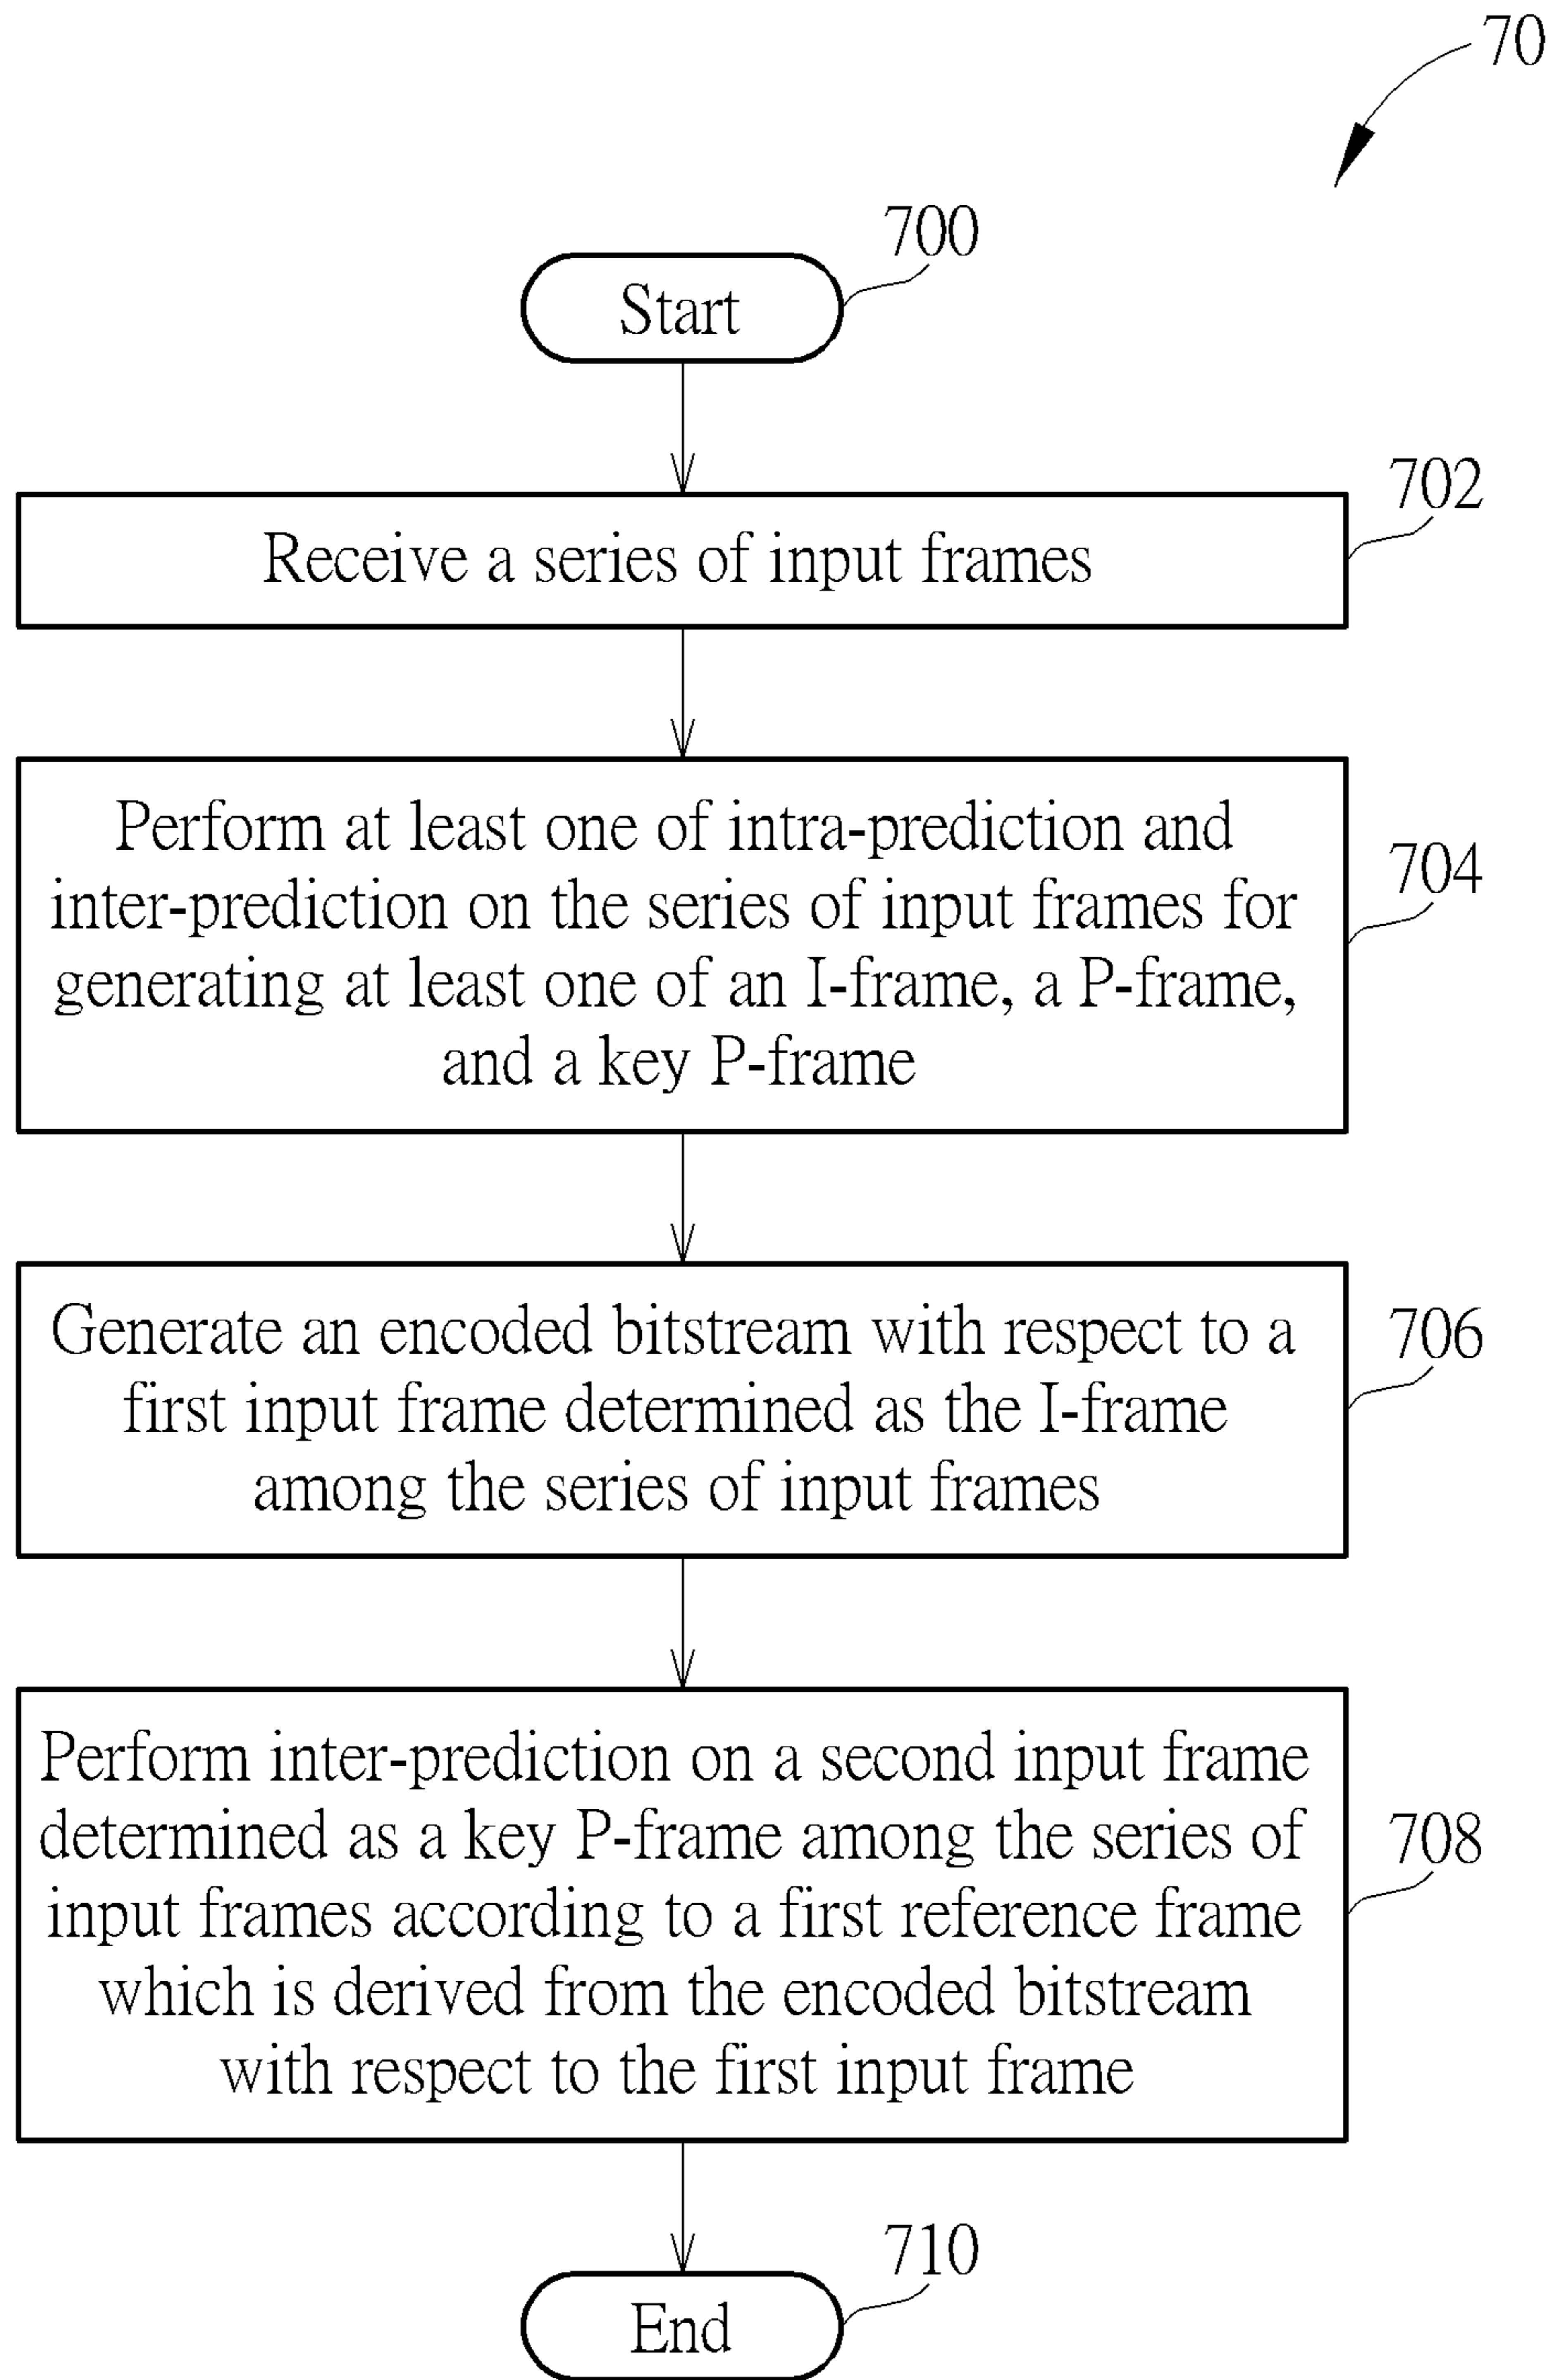 70
700
Start
702
Receive a series of input frames
704
Perform at least one of intra-prediction and
inter-prediction on the series of input frames for
generating at least one of an I-frame, a P-frame,
and a key P-frame
706
Generate an encoded bitstream with respect to a
first input frame determined as the I-frame
among the series of input frames
708
Perform inter-prediction on a second input frame
determined as a key P-frame among the series of
input frames according to a first reference frame
which is derived from the encoded bitstream
with respect to the first input frame
710
End